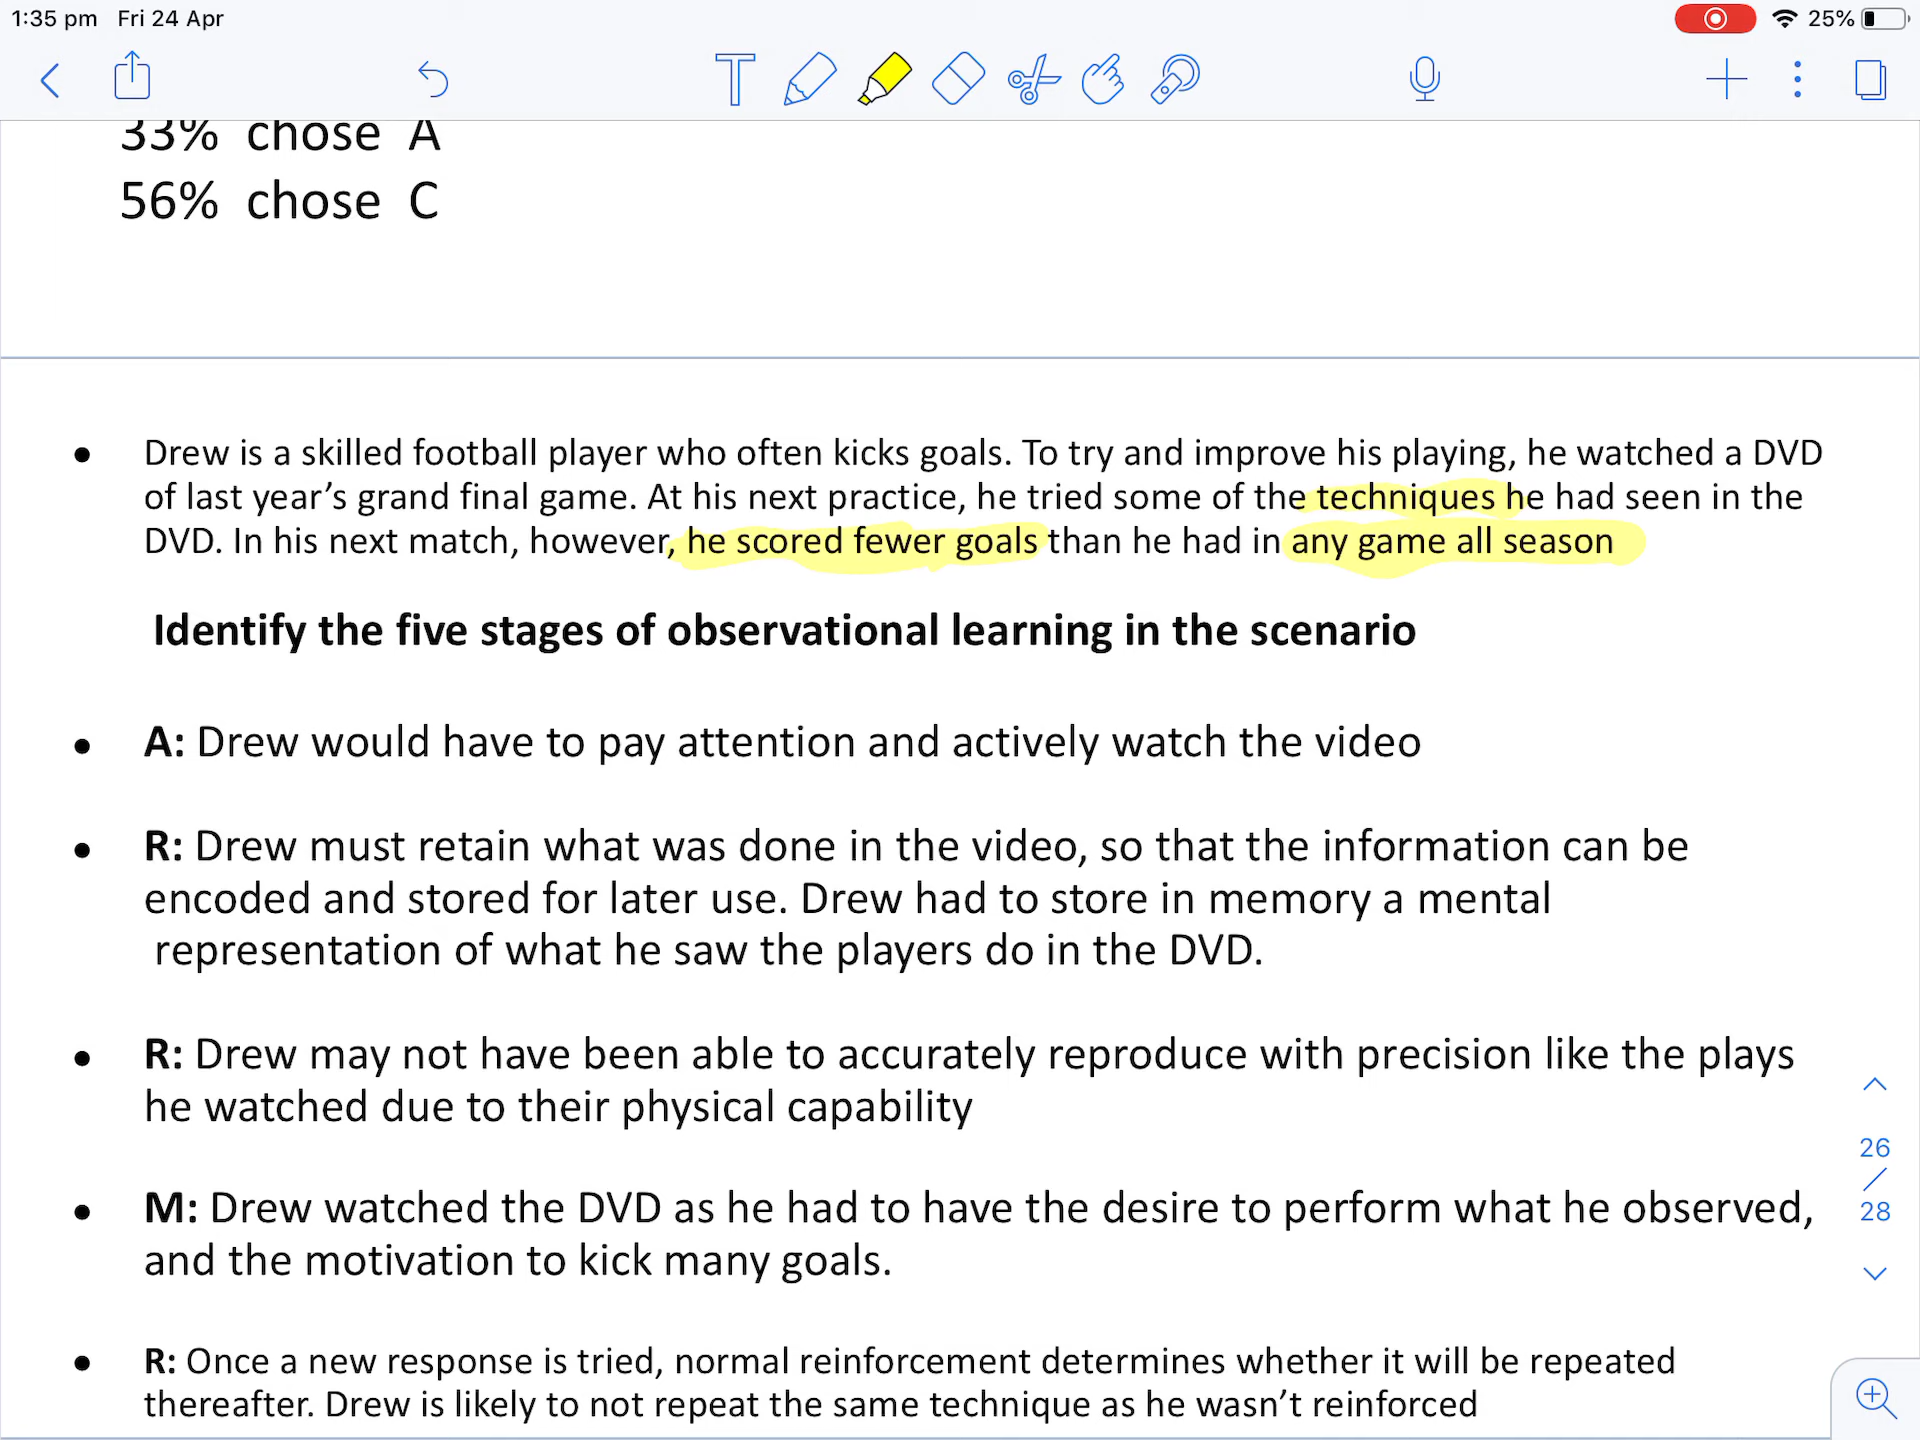 1:35 pm Fri 24 Apr
25%
33% chose A
56% chose C
• Drew is a skilled football player who often kicks goals. To try and improve his playing, he watched a DVD
of last year’s grand final game. At his next practice, he tried some of the techniques he had seen in the
DVD. In his next match, however, he scored fewer goals than he had in any game all season
Identify the five stages of observational learning in the scenario
• A: Drew would have to pay attention and actively watch the video
• R: Drew must retain what was done in the video, so that the information can be
encoded and stored for later use. Drew had to store in memory a mental
representation of what he saw the players do in the DVD.
• R: Drew may not have been able to accurately reproduce with precision like the plays
he watched due to their physical capability
• M: Drew watched the DVD as he had to have the desire to perform what he observed,
and the motivation to kick many goals.
• R: Once a new response is tried, normal reinforcement determines whether it will be repeated
thereafter. Drew is likely to not repeat the same technique as he wasn’t reinforced
26
/
28